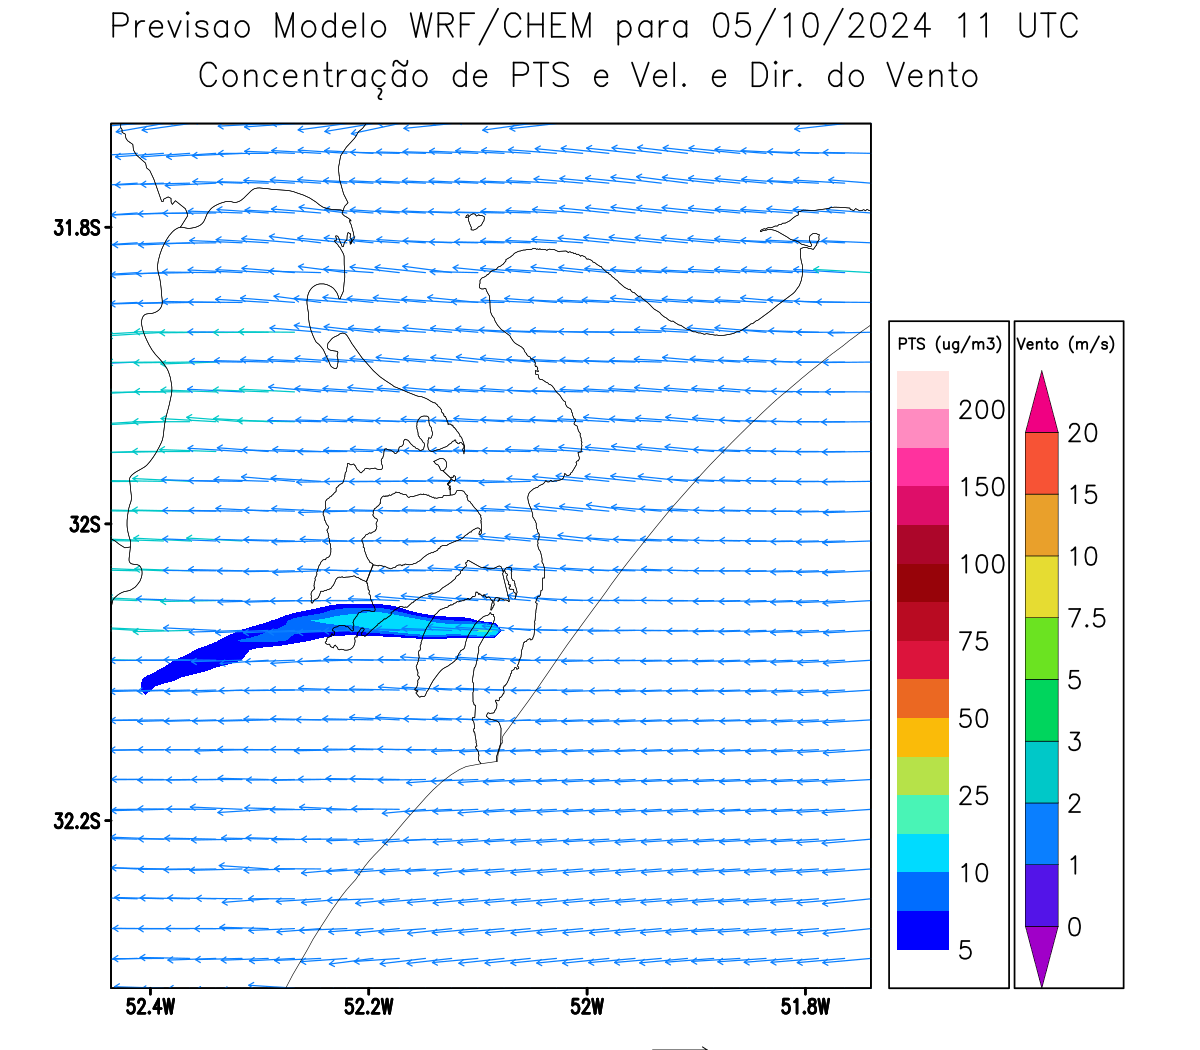 Previsao Modelo WRF/CHEM para 05/10/2024 11 UTC
Concentração de PTS e Vel. e Dir. do Vento
31.8S
32S
32.2S
52.4W
52.2W
52W
51.8W
PTS (ug/m3)
200
150
100
75
50
25
10
5
Vento (m/s)
20
15
10
7.5
5
3
2
1
0